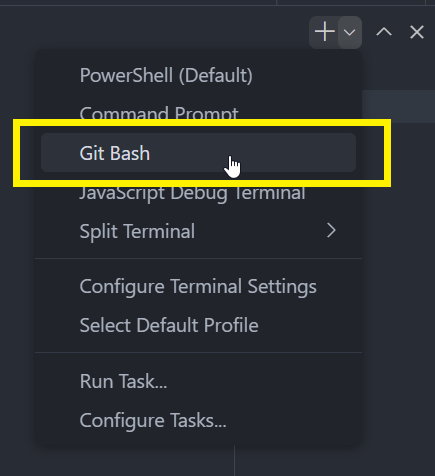 PowerShell (Default)
Command Prompt
Git Bash
JavaScript Debug Terminal
Split Terminal
Configure Terminal Settings
Select Default Profile
Run Task...
Configure Tasks...